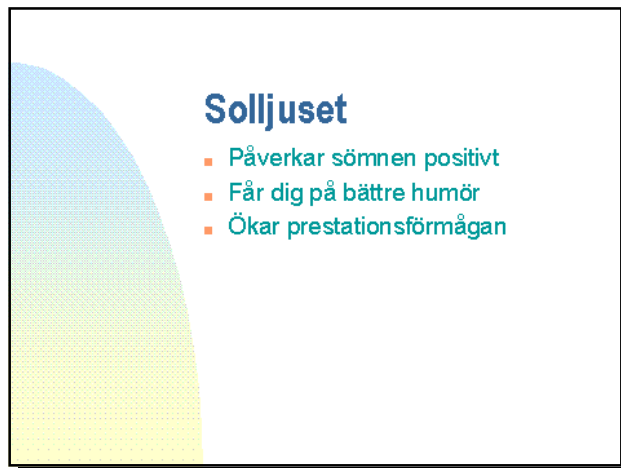 Solljuset
Påverkar sömnen positivt
Får dig på bättre humör
Ökar prestationsförmågan